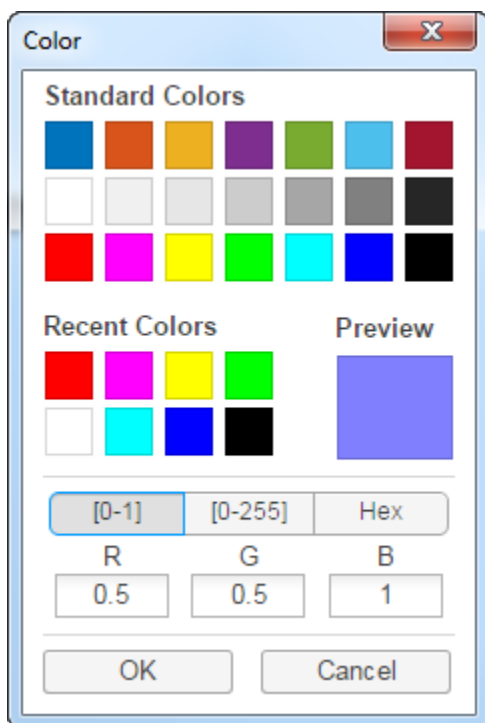 Color
Standard Colors
Recent Colors
Preview
[0-1] [0-255] Hex
R G B
0.5 0.5 1
OK Cancel